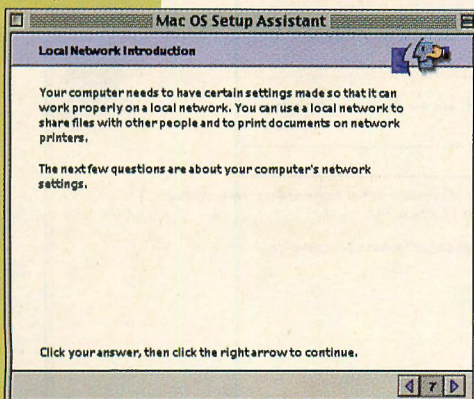 Mac OS Setup Assistant
Local Network Introduction
Your computer needs to have certain settings made so that it can
work properly on a local network. You can use a local network to
share files with other people and to print documents on network
printers.
The next few questions are about your computer's network
settings.
Click your answer, then click the right arrow to continue.
7